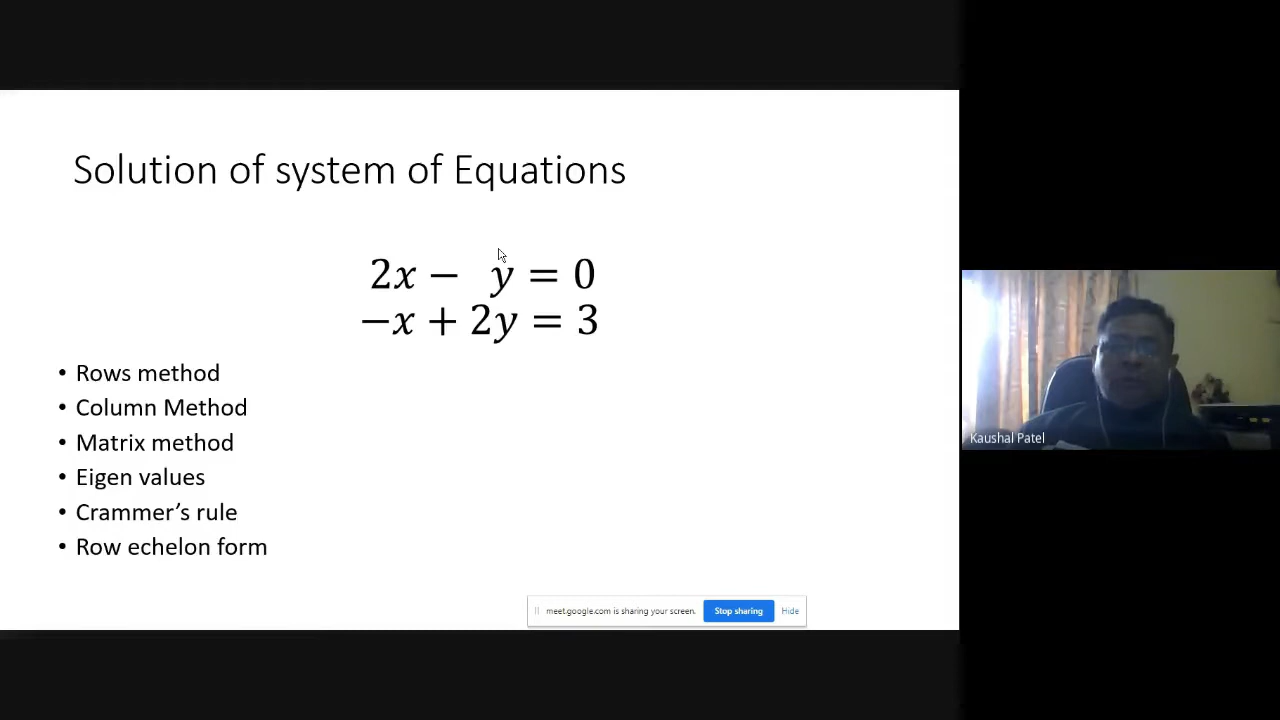 Solution of system of Equations
2x − y = 0
−x + 2y = 3
• Rows method
• Column Method
• Matrix method
• Eigen values
• Crammer’s rule
• Row echelon form
meet.google.com is sharing your screen.
Stop sharing
Hide
Kaushal Patel